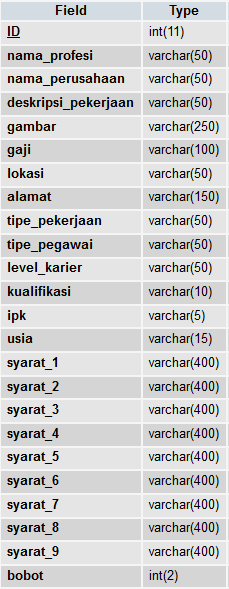 Field Type
ID int(11)
nama_profesi varchar(50)
nama_perusahaan varchar(50)
deskripsi_pekerjaan varchar(50)
gambar varchar(250)
gaji varchar(100)
lokasi varchar(50)
alamat varchar(150)
tipe_pekerjaan varchar(50)
tipe_pegawai varchar(50)
level_karier varchar(50)
kualifikasi varchar(10)
ipk varchar(5)
usia varchar(15)
syarat_1 varchar(400)
syarat_2 varchar(400)
syarat_3 varchar(400)
syarat_4 varchar(400)
syarat_5 varchar(400)
syarat_6 varchar(400)
syarat_7 varchar(400)
syarat_8 varchar(400)
syarat_9 varchar(400)
bobot int(2)